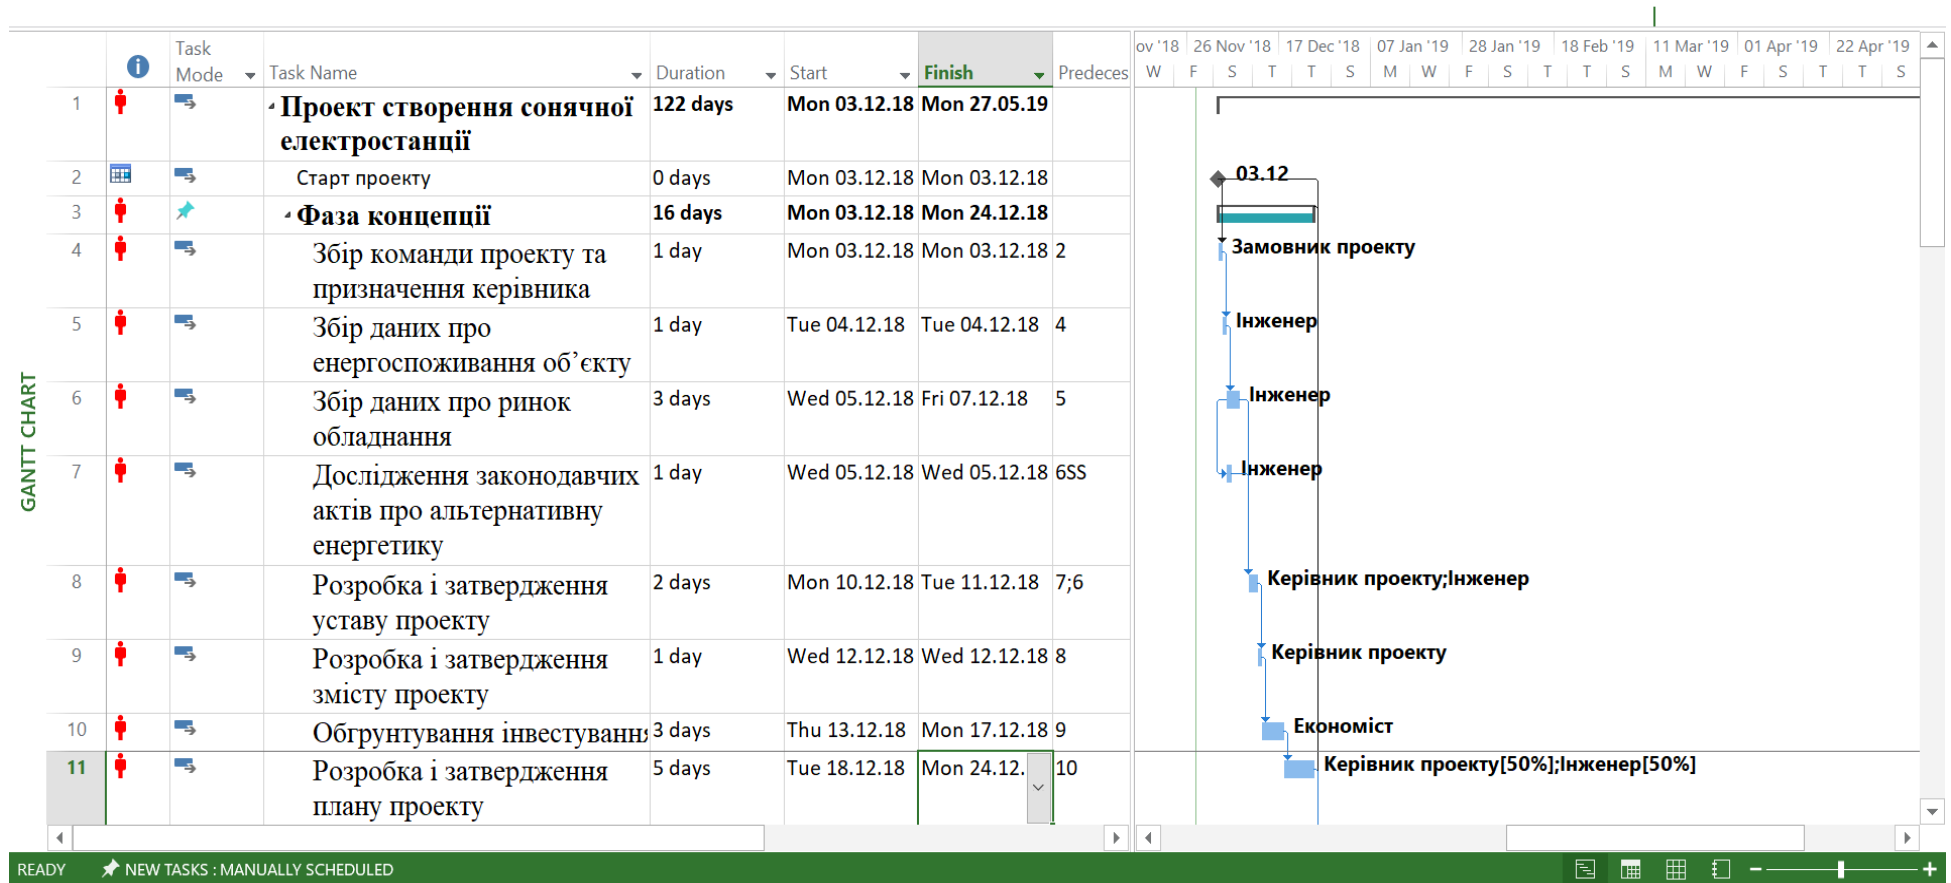 ov '18 26 Nov '18 17 Dec '18 07 Jan '19 28 Jan '19 18 Feb '19 11 Mar '19 01 Apr '19 22 Apr '19
Task Mode Task Name Duration Start Finish Predeces W F S T T S M W F S T T S M W F S T T S
1 Проект створення сонячної 122 days Mon 03.12.18 Mon 27.05.19
електростанції
2 Старт проекту 0 days Mon 03.12.18 Mon 03.12.18 03.12
3 Фаза концепції 16 days Mon 03.12.18 Mon 24.12.18
4 Збір команди проекту та 1 day Mon 03.12.18 Mon 03.12.18 2 Замовник проекту
призначення керівника
5 Збір даних про 1 day Tue 04.12.18 Tue 04.12.18 4 Інженер
енергоспоживання об’єкту
6 Збір даних про ринок 3 days Wed 05.12.18 Fri 07.12.18 5 Інженер
обладнання
7 Дослідження законодавчих 1 day Wed 05.12.18 Wed 05.12.18 6SS Інженер
актів про альтернативну
енергетику
8 Розробка і затвердження 2 days Mon 10.12.18 Tue 11.12.18 7;6 Керівник проекту;Інженер
уставу проекту
9 Розробка і затвердження 1 day Wed 12.12.18 Wed 12.12.18 8 Керівник проекту
змісту проекту
10 Обгрунтування інвестування 3 days Thu 13.12.18 Mon 17.12.18 9 Економіст
11 Розробка і затвердження 5 days Tue 18.12.18 Mon 24.12. 10 Керівник проекту[50%];Інженер[50%]
плану проекту
GANTT CHART
READY NEW TASKS : MANUALLY SCHEDULED